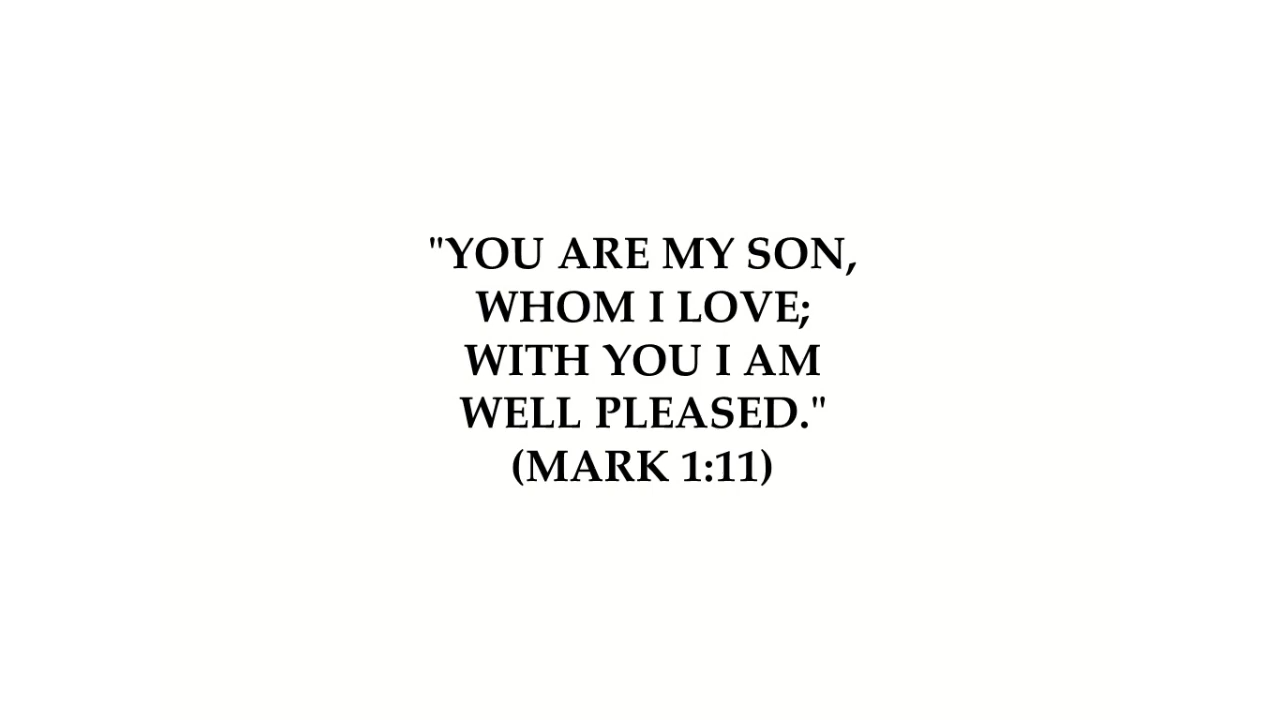 "YOU ARE MY SON,
WHOM I LOVE;
WITH YOU I AM
WELL PLEASED."
(MARK 1:11)